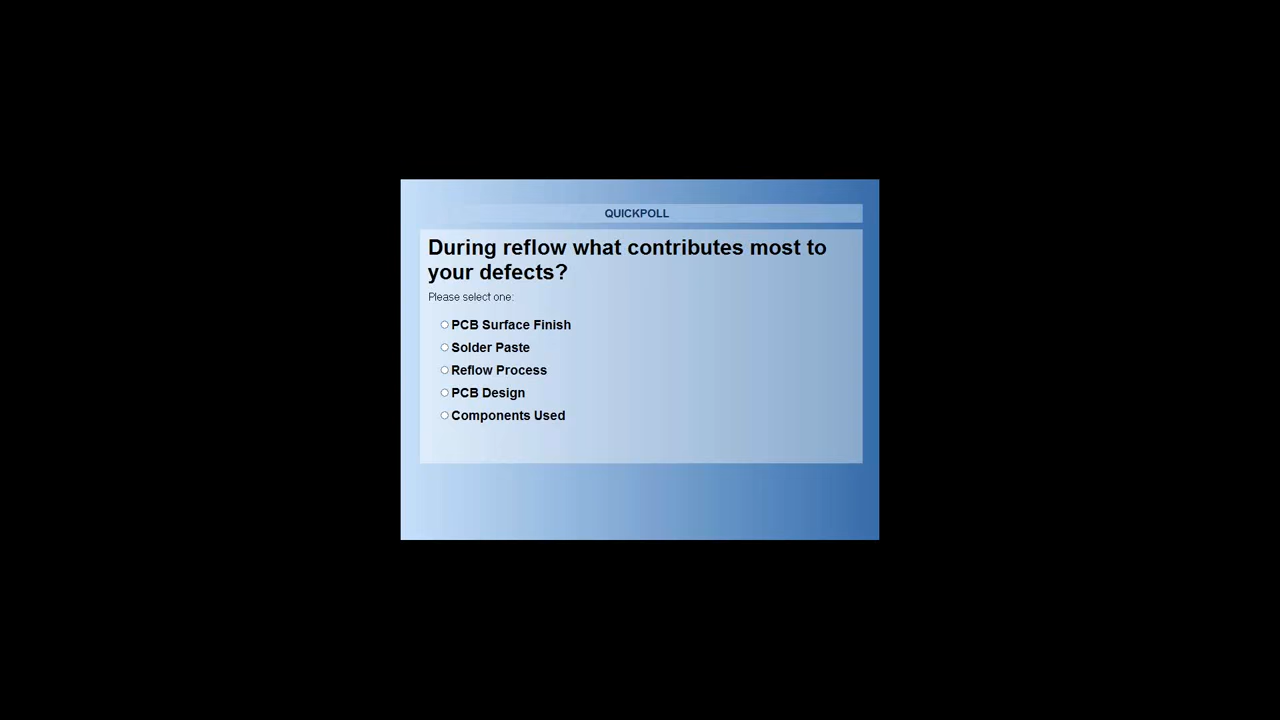 QUICKPOLL
During reflow what contributes most to
your defects?
Please select one:
PCB Surface Finish
Solder Paste
Reflow Process
PCB Design
Components Used